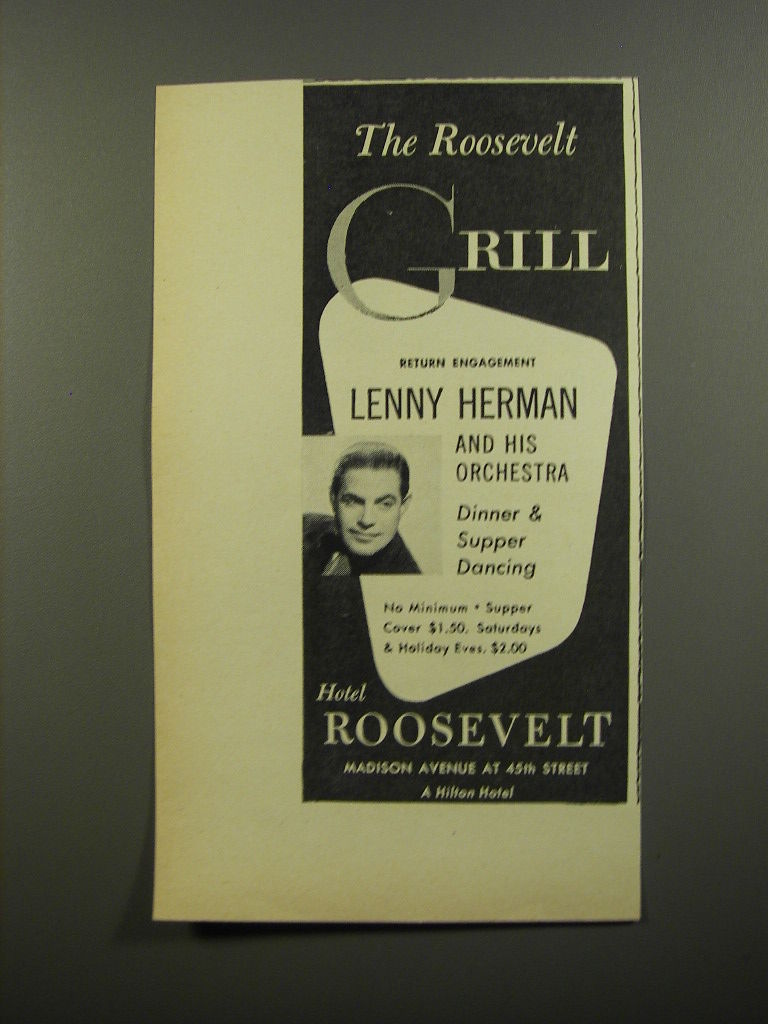 The Roosevelt
GRILL
RETURN ENGAGEMENT
LENNY HERMAN
AND HIS
ORCHESTRA
Dinner &
Supper
Dancing
No Minimum • Supper
Cover $1.50. Saturdays
& Holiday Eves. $2.00
Hotel
ROOSEVELT
MADISON AVENUE AT 45th STREET
A Hilton Hotel